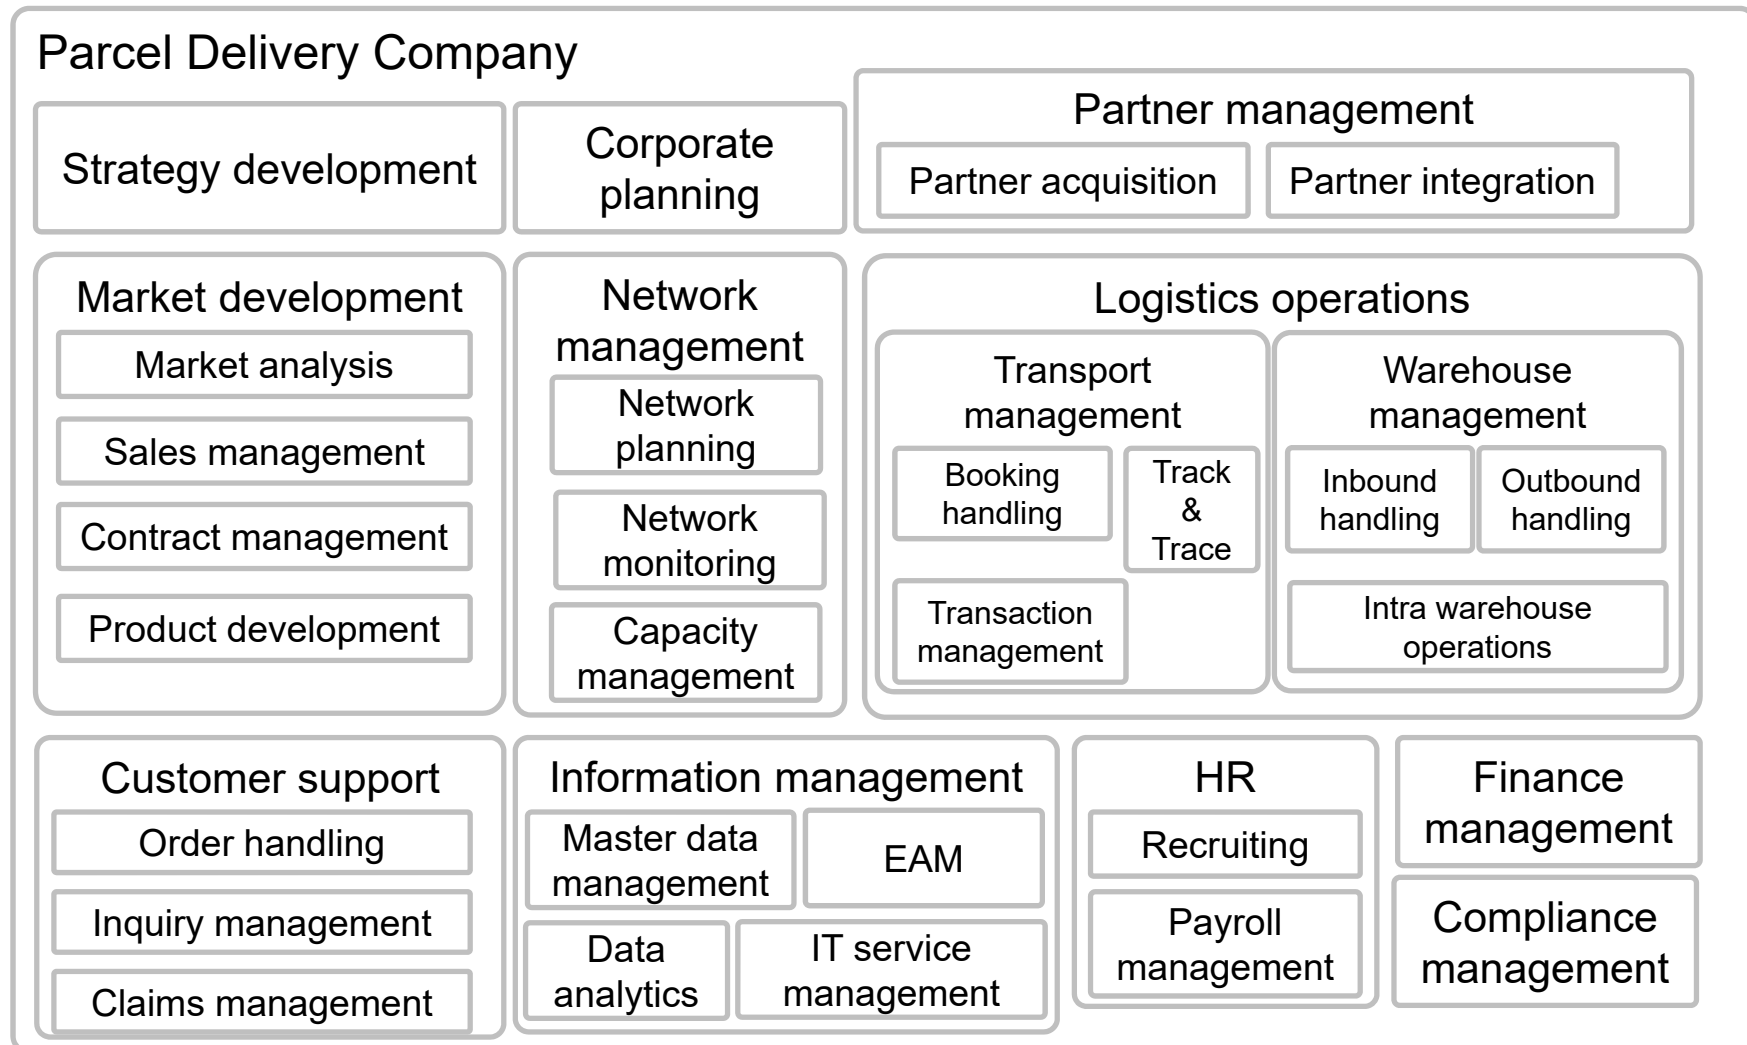 Parcel Delivery Company
Strategy development
Corporate
planning
Partner management
Partner acquisition
Partner integration
Market development
Market analysis
Sales management
Contract management
Product development
Network
management
Network
planning
Network
monitoring
Capacity
management
Logistics operations
Transport
management
Booking
handling
Track
&
Trace
Transaction
management
Warehouse
management
Inbound
handling
Outbound
handling
Intra warehouse
operations
Customer support
Order handling
Inquiry management
Claims management
Information management
Master data
management
EAM
Data
analytics
IT service
management
HR
Recruiting
Payroll
management
Finance
management
Compliance
management